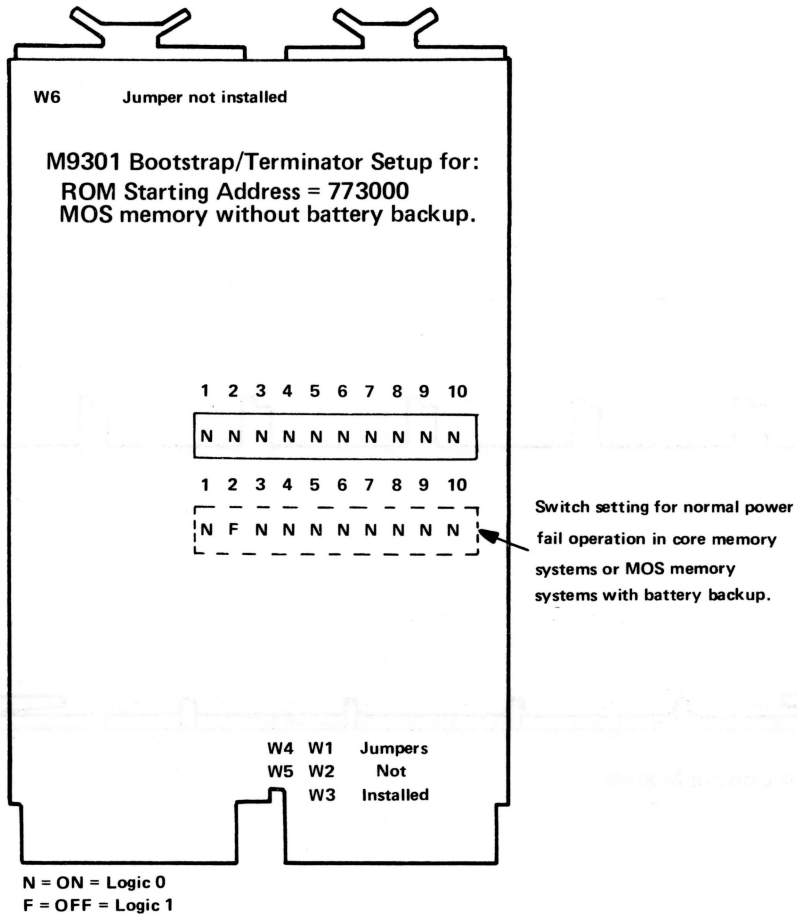 W6 Jumper not installed
M9301 Bootstrap/Terminator Setup for:
ROM Starting Address = 773000
MOS memory without battery backup.
1 2 3 4 5 6 7 8 9 10
N N N N N N N N N N
1 2 3 4 5 6 7 8 9 10
N F N N N N N N N N
Switch setting for normal power
fail operation in core memory
systems or MOS memory
systems with battery backup.
W4 W1 Jumpers
W5 W2 Not
W3 Installed
N = ON = Logic 0
F = OFF = Logic 1